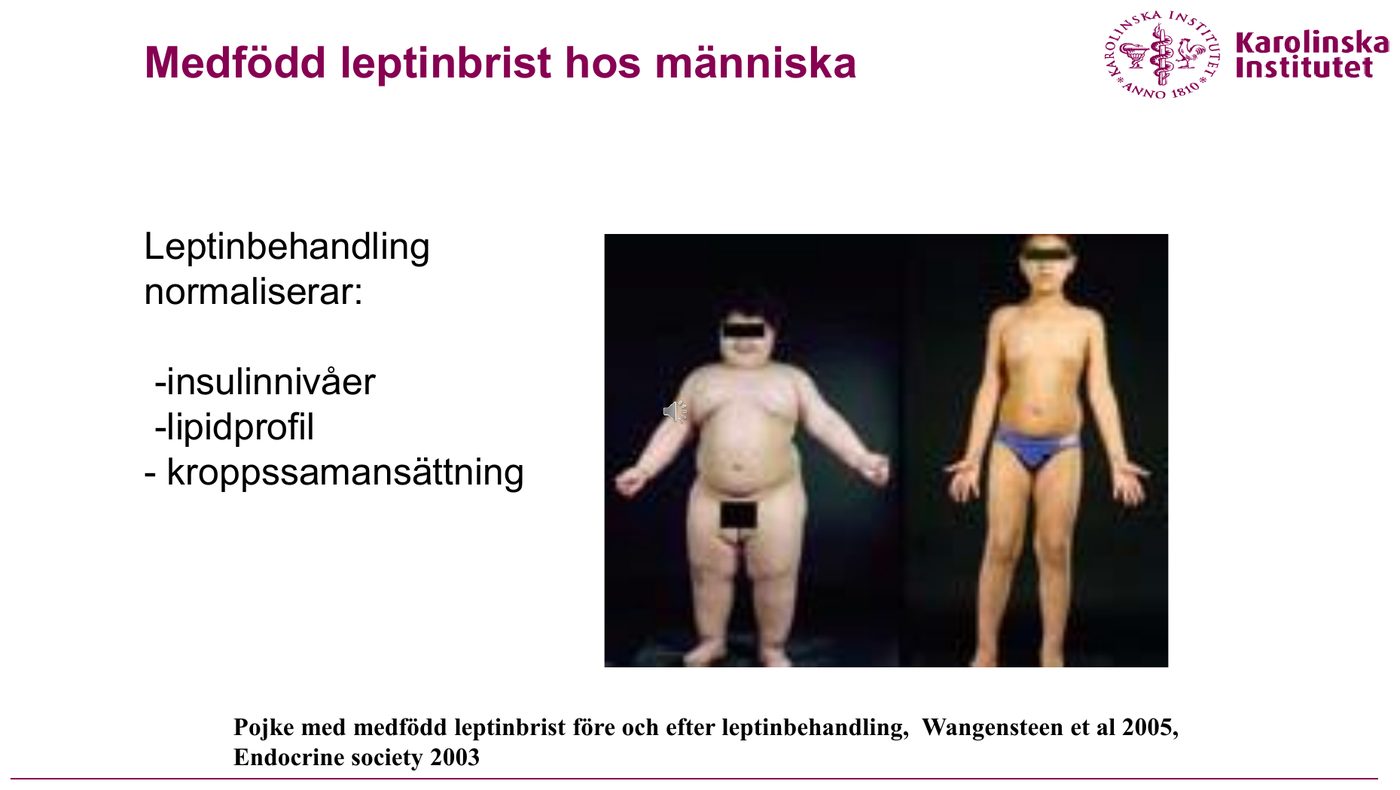 Medfödd leptinbrist hos människa
KAROLINSKA INSTITUTET
ANNO 1810
Karolinska
Institutet
Leptinbehandling
normaliserar:
-insulinnivåer
-lipidprofil
- kroppssamansättning
Pojke med medfödd leptinbrist före och efter leptinbehandling, Wangensteen et al 2005,
Endocrine society 2003